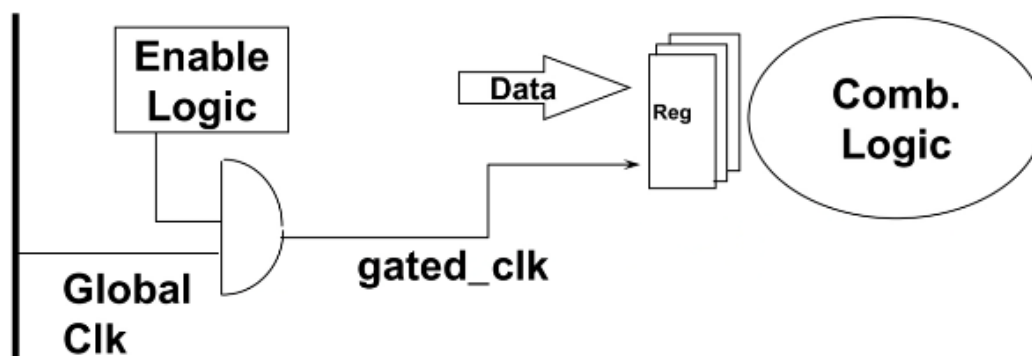 Enable
Logic
Data
Reg
Comb.
Logic
gated_clk
Global
Clk